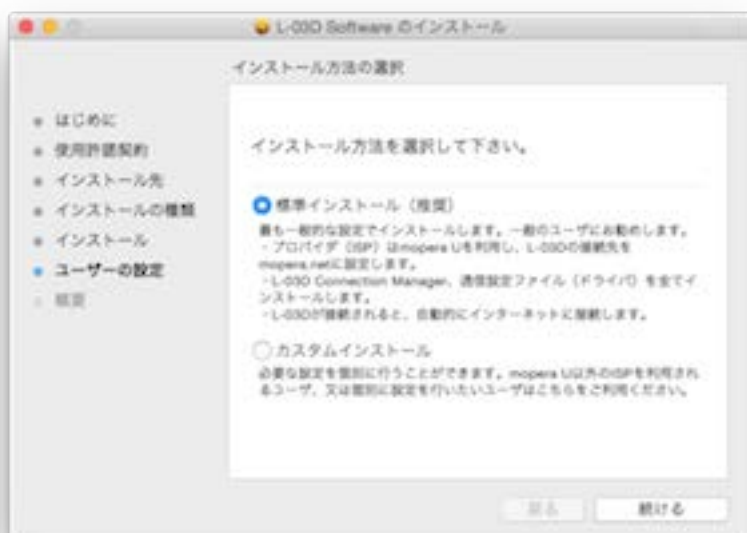 L-03D Software のインストール
インストール方法の選択
はじめに
使用許諾契約
インストール先
インストールの種類
インストール
ユーザーの設定
概要
インストール方法を選択して下さい。
標準インストール（推奨）
最も一般的な設定でインストールします。一般のユーザにお勧めします。
・プロバイダ（ISP）はmopera Uを利用し、L-03Dの接続先を
mopera.netに設定します。
・L-03D Connection Manager、通信設定ファイル（ドライバ）を全てイ
ンストールします。
・L-03Dが接続されると、自動的にインターネットに接続します。
カスタムインストール
必要な設定を個別に行うことができます。mopera U以外のISPを利用され
るユーザ、又は個別に設定を行いたいユーザはこちらをご利用ください。
戻る
続ける